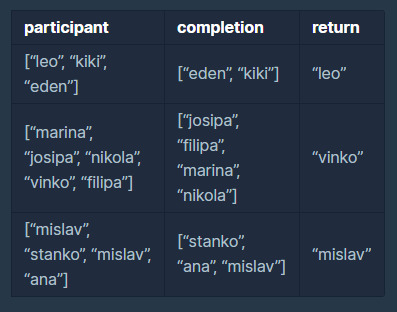 participant completion return
[“leo”, “kiki”,
“eden”]
[“eden”, “kiki”]
“leo”
[“marina”,
“josipa”, “nikola”,
“vinko”, “filipa”]
[“josipa”,
“filipa”,
“marina”,
“nikola”]
“vinko”
[“mislav”,
“stanko”, “mislav”,
“ana”]
[“stanko”,
“ana”, “mislav”]
“mislav”